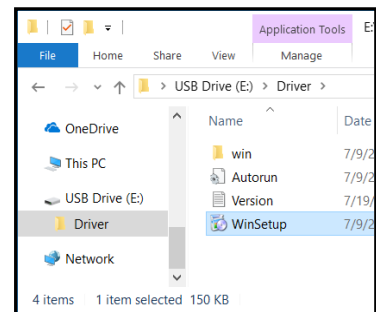 Application Tools E:
File Home Share View Manage
USB Drive (E:) > Driver >
Name Date
OneDrive
win 7/9/2
This PC
Autorun 7/9/2
USB Drive (E:)
Version 7/19/
Driver
WinSetup 7/9/2
Network
4 items 1 item selected 150 KB